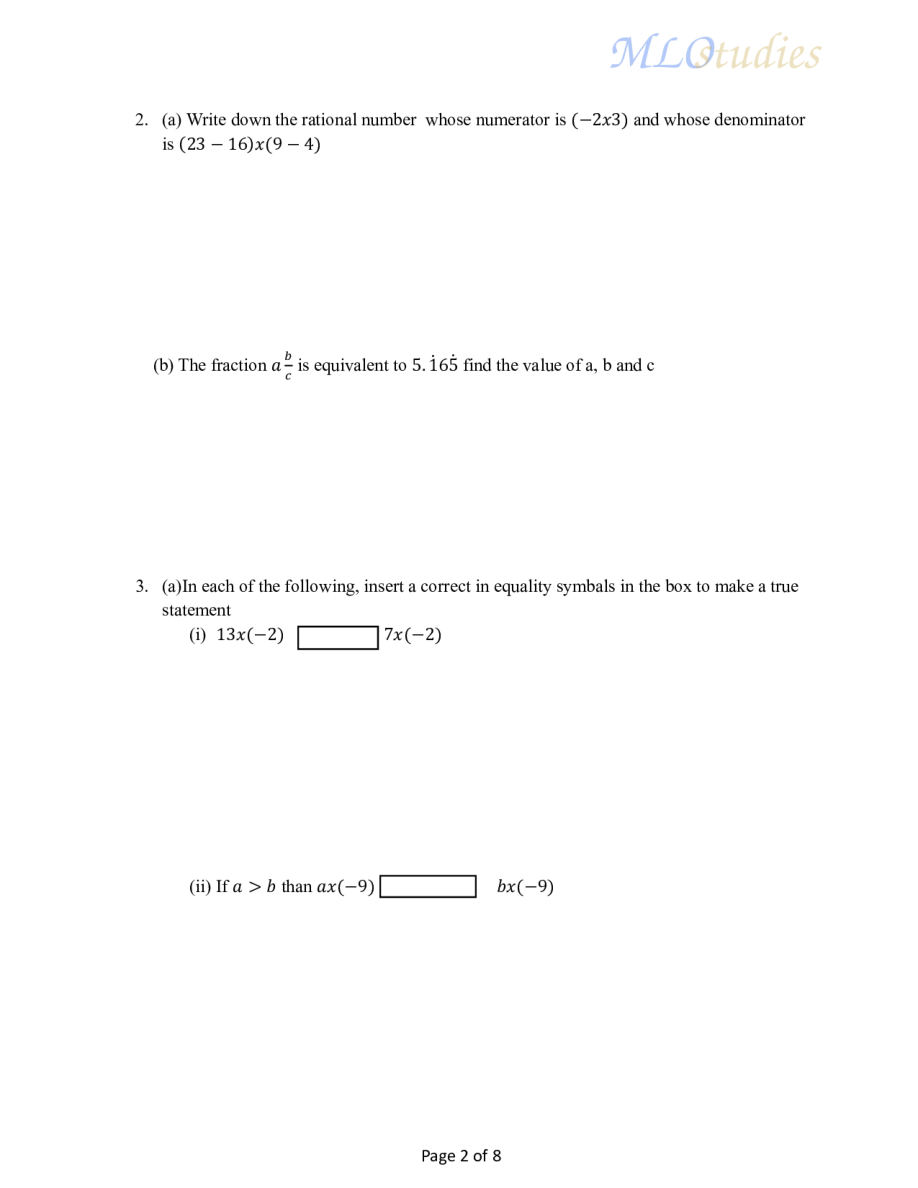 MLOstudies
2. (a) Write down the rational number whose numerator is (−2x3) and whose denominator
is (23 − 16)x(9 − 4)
(b) The fraction a b/c is equivalent to 5.1̇65̇ find the value of a, b and c
3. (a)In each of the following, insert a correct in equality symbals in the box to make a true
statement
(i) 13x(−2) 7x(−2)
(ii) If a > b than ax(−9) bx(−9)
Page 2 of 8